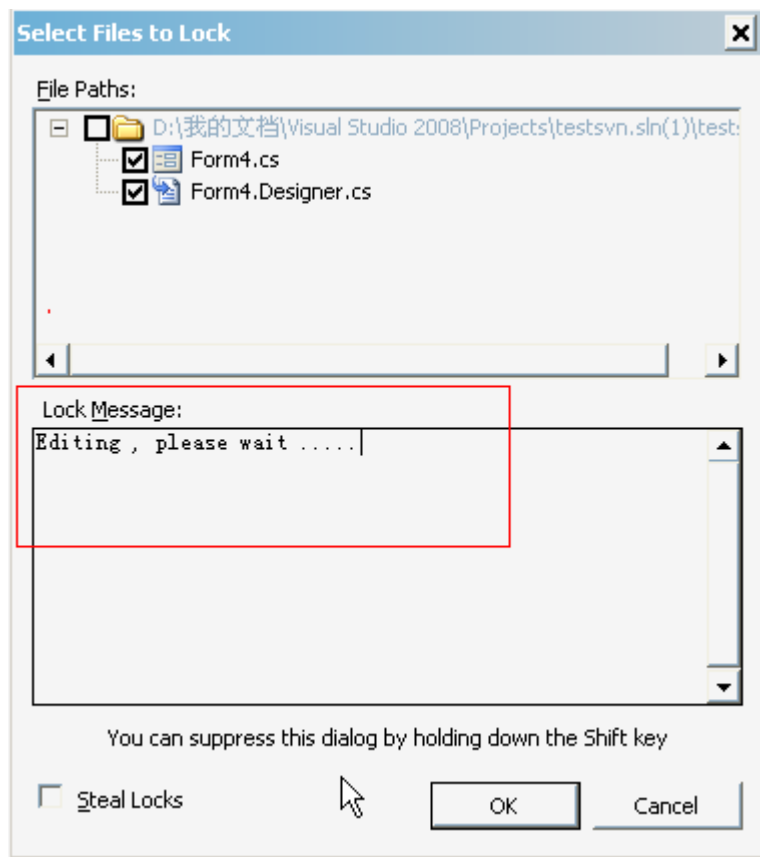 Select Files to Lock
File Paths:
D:\我的文档\Visual Studio 2008\Projects\testsvn.sln(1)\test
Form4.cs
Form4.Designer.cs
Lock Message:
Editing , please wait .....
You can suppress this dialog by holding down the Shift key
Steal Locks
OK
Cancel